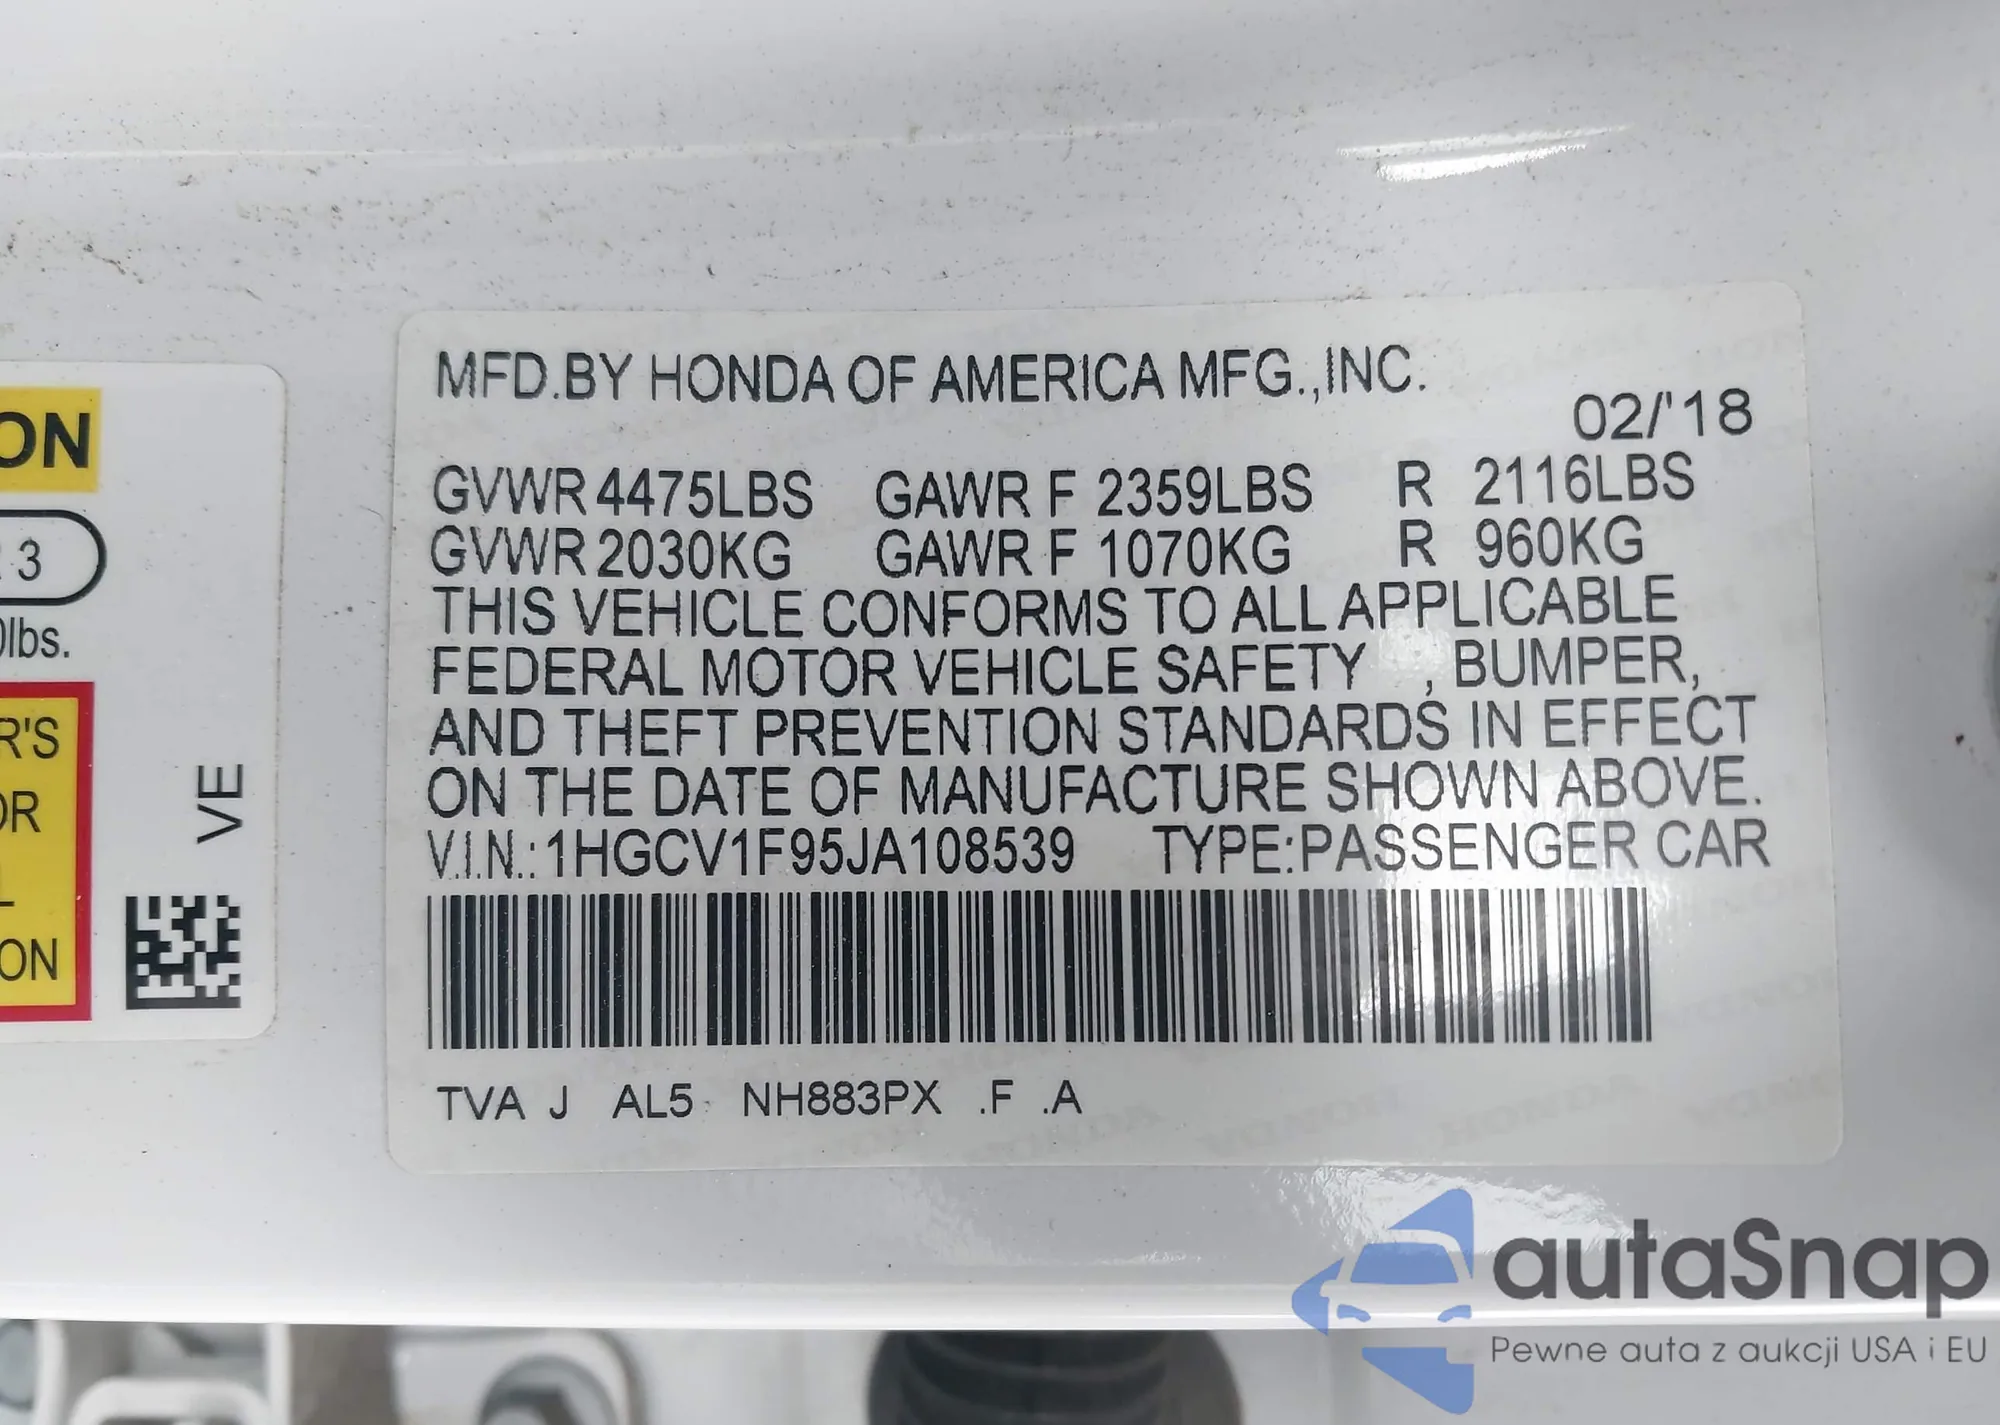 ON
3
0lbs.
R'S
OR
L
ON
VE
MFD.BY HONDA OF AMERICA MFG.,INC.
02/'18
GVWR 4475LBS GAWR F 2359LBS R 2116LBS
GVWR 2030KG GAWR F 1070KG R 960KG
THIS VEHICLE CONFORMS TO ALL APPLICABLE
FEDERAL MOTOR VEHICLE SAFETY , BUMPER,
AND THEFT PREVENTION STANDARDS IN EFFECT
ON THE DATE OF MANUFACTURE SHOWN ABOVE.
V.I.N.: 1HGCV1F95JA108539 TYPE:PASSENGER CAR
TVA J AL5 NH883PX .F .A
autaSnap
Pewne auta z aukcji USA i EU